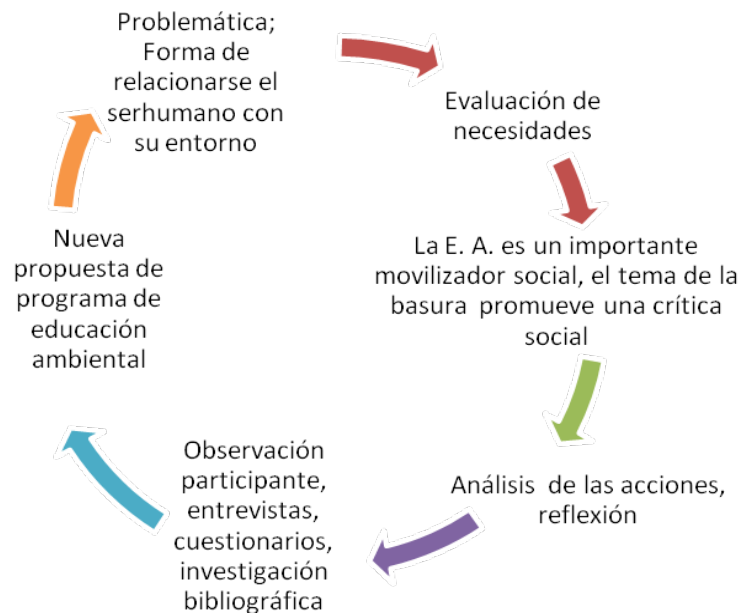 Problemática;
Forma de
relacionarse el
serhumano con
su entorno
Evaluación de
necesidades
La E. A. es un importante
movilizador social, el tema de la
basura promueve una crítica
social
Análisis de las acciones,
reflexión
Observación
participante,
entrevistas,
cuestionarios,
investigación
bibliográfica
Nueva
propuesta de
programa de
educación
ambiental